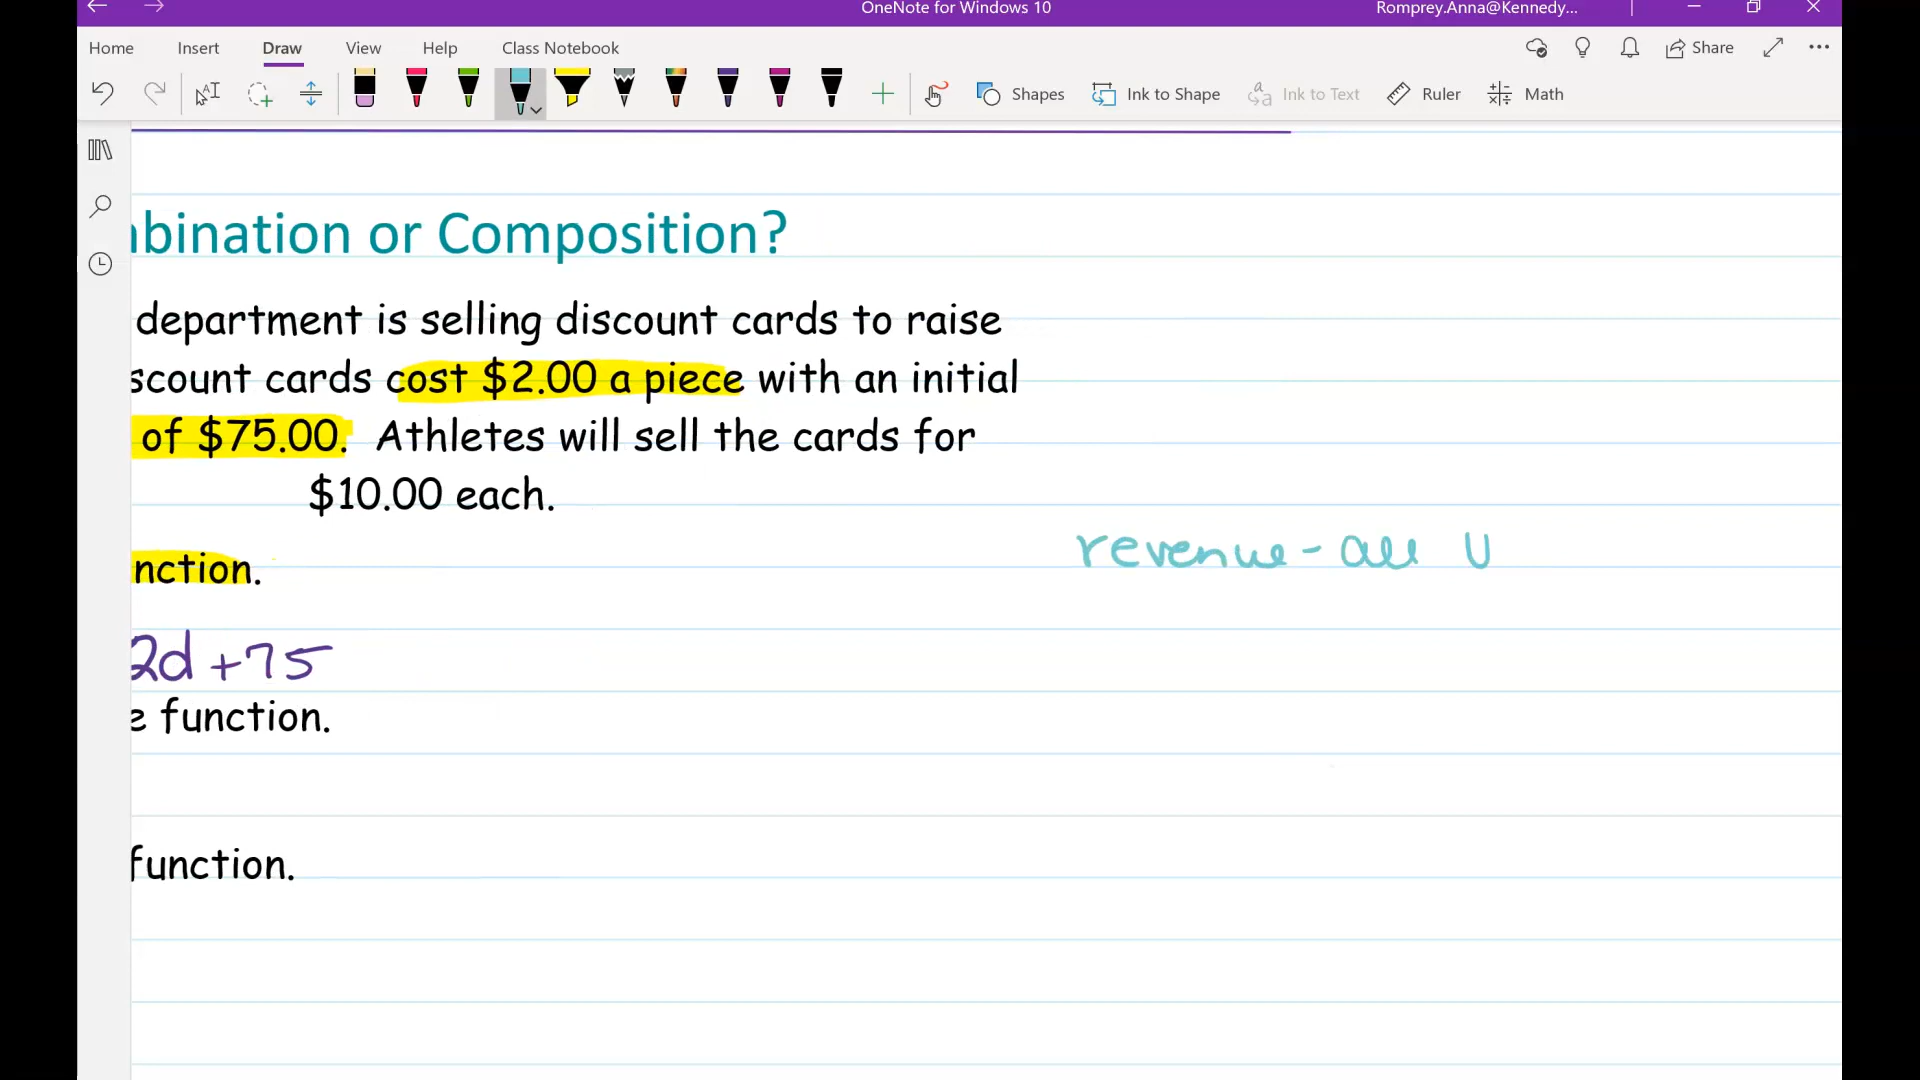 OneNote for Windows 10
Romprey.Anna@Kennedy...
Home Insert Draw View Help Class Notebook
Share
Shapes Ink to Shape Ink to Text Ruler Math
nbination or Composition?
department is selling discount cards to raise
scount cards cost $2.00 a piece with an initial
of $75.00. Athletes will sell the cards for
$10.00 each.
revenue - all
nction.
2d +75
e function.
function.